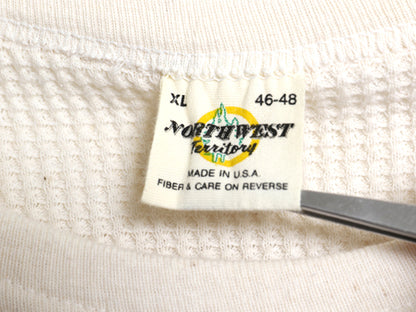 XL 46-48
NORTHWEST
Territory
MADE IN U.S.A.
FIBER & CARE ON REVERSE